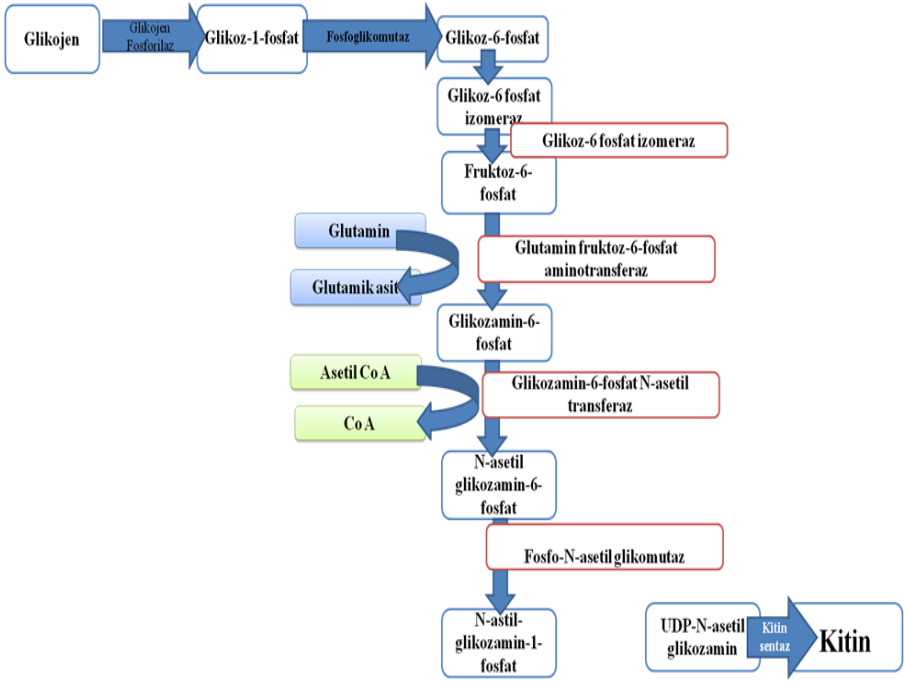 Glikojen
Glikojen
Fosforilaz
Glikoz-1-fosfat
Fosfoglikomutaz
Glikoz-6-fosfat
Glikoz-6 fosfat
izomeraz
Glikoz-6 fosfat izomeraz
Fruktoz-6-
fosfat
Glutamin
Glutamik asit
Glutamin fruktoz-6-fosfat
aminotransferaz
Glikozamin-6-
fosfat
Asetil Co A
Co A
Glikozamin-6-fosfat N-asetil
transferaz
N-asetil
glikozamin-6-
fosfat
Fosfo-N-asetil glikomutaz
N-astil-
glikozamin-1-
fosfat
UDP-N-asetil
glikozamin
Kitin
sentaz
Kitin